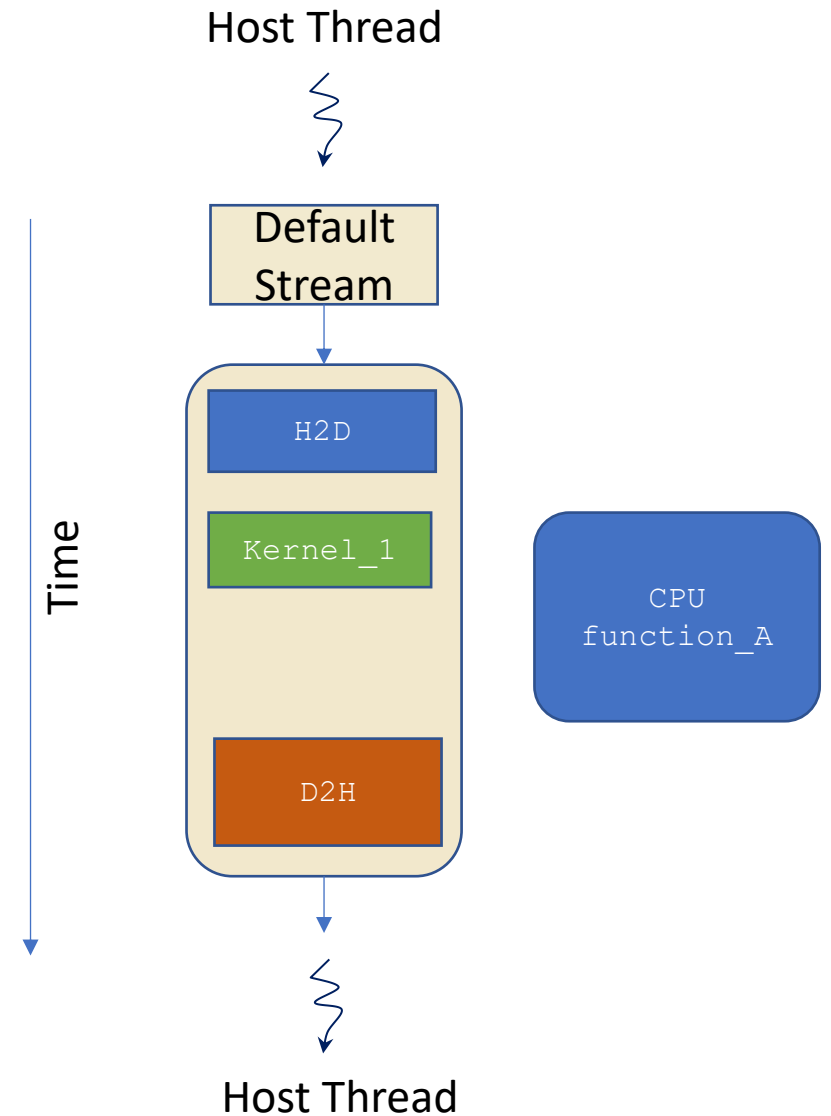 Host Thread
Default
Stream
H2D
Kernel_1
CPU
function_A
Time
D2H
Host Thread